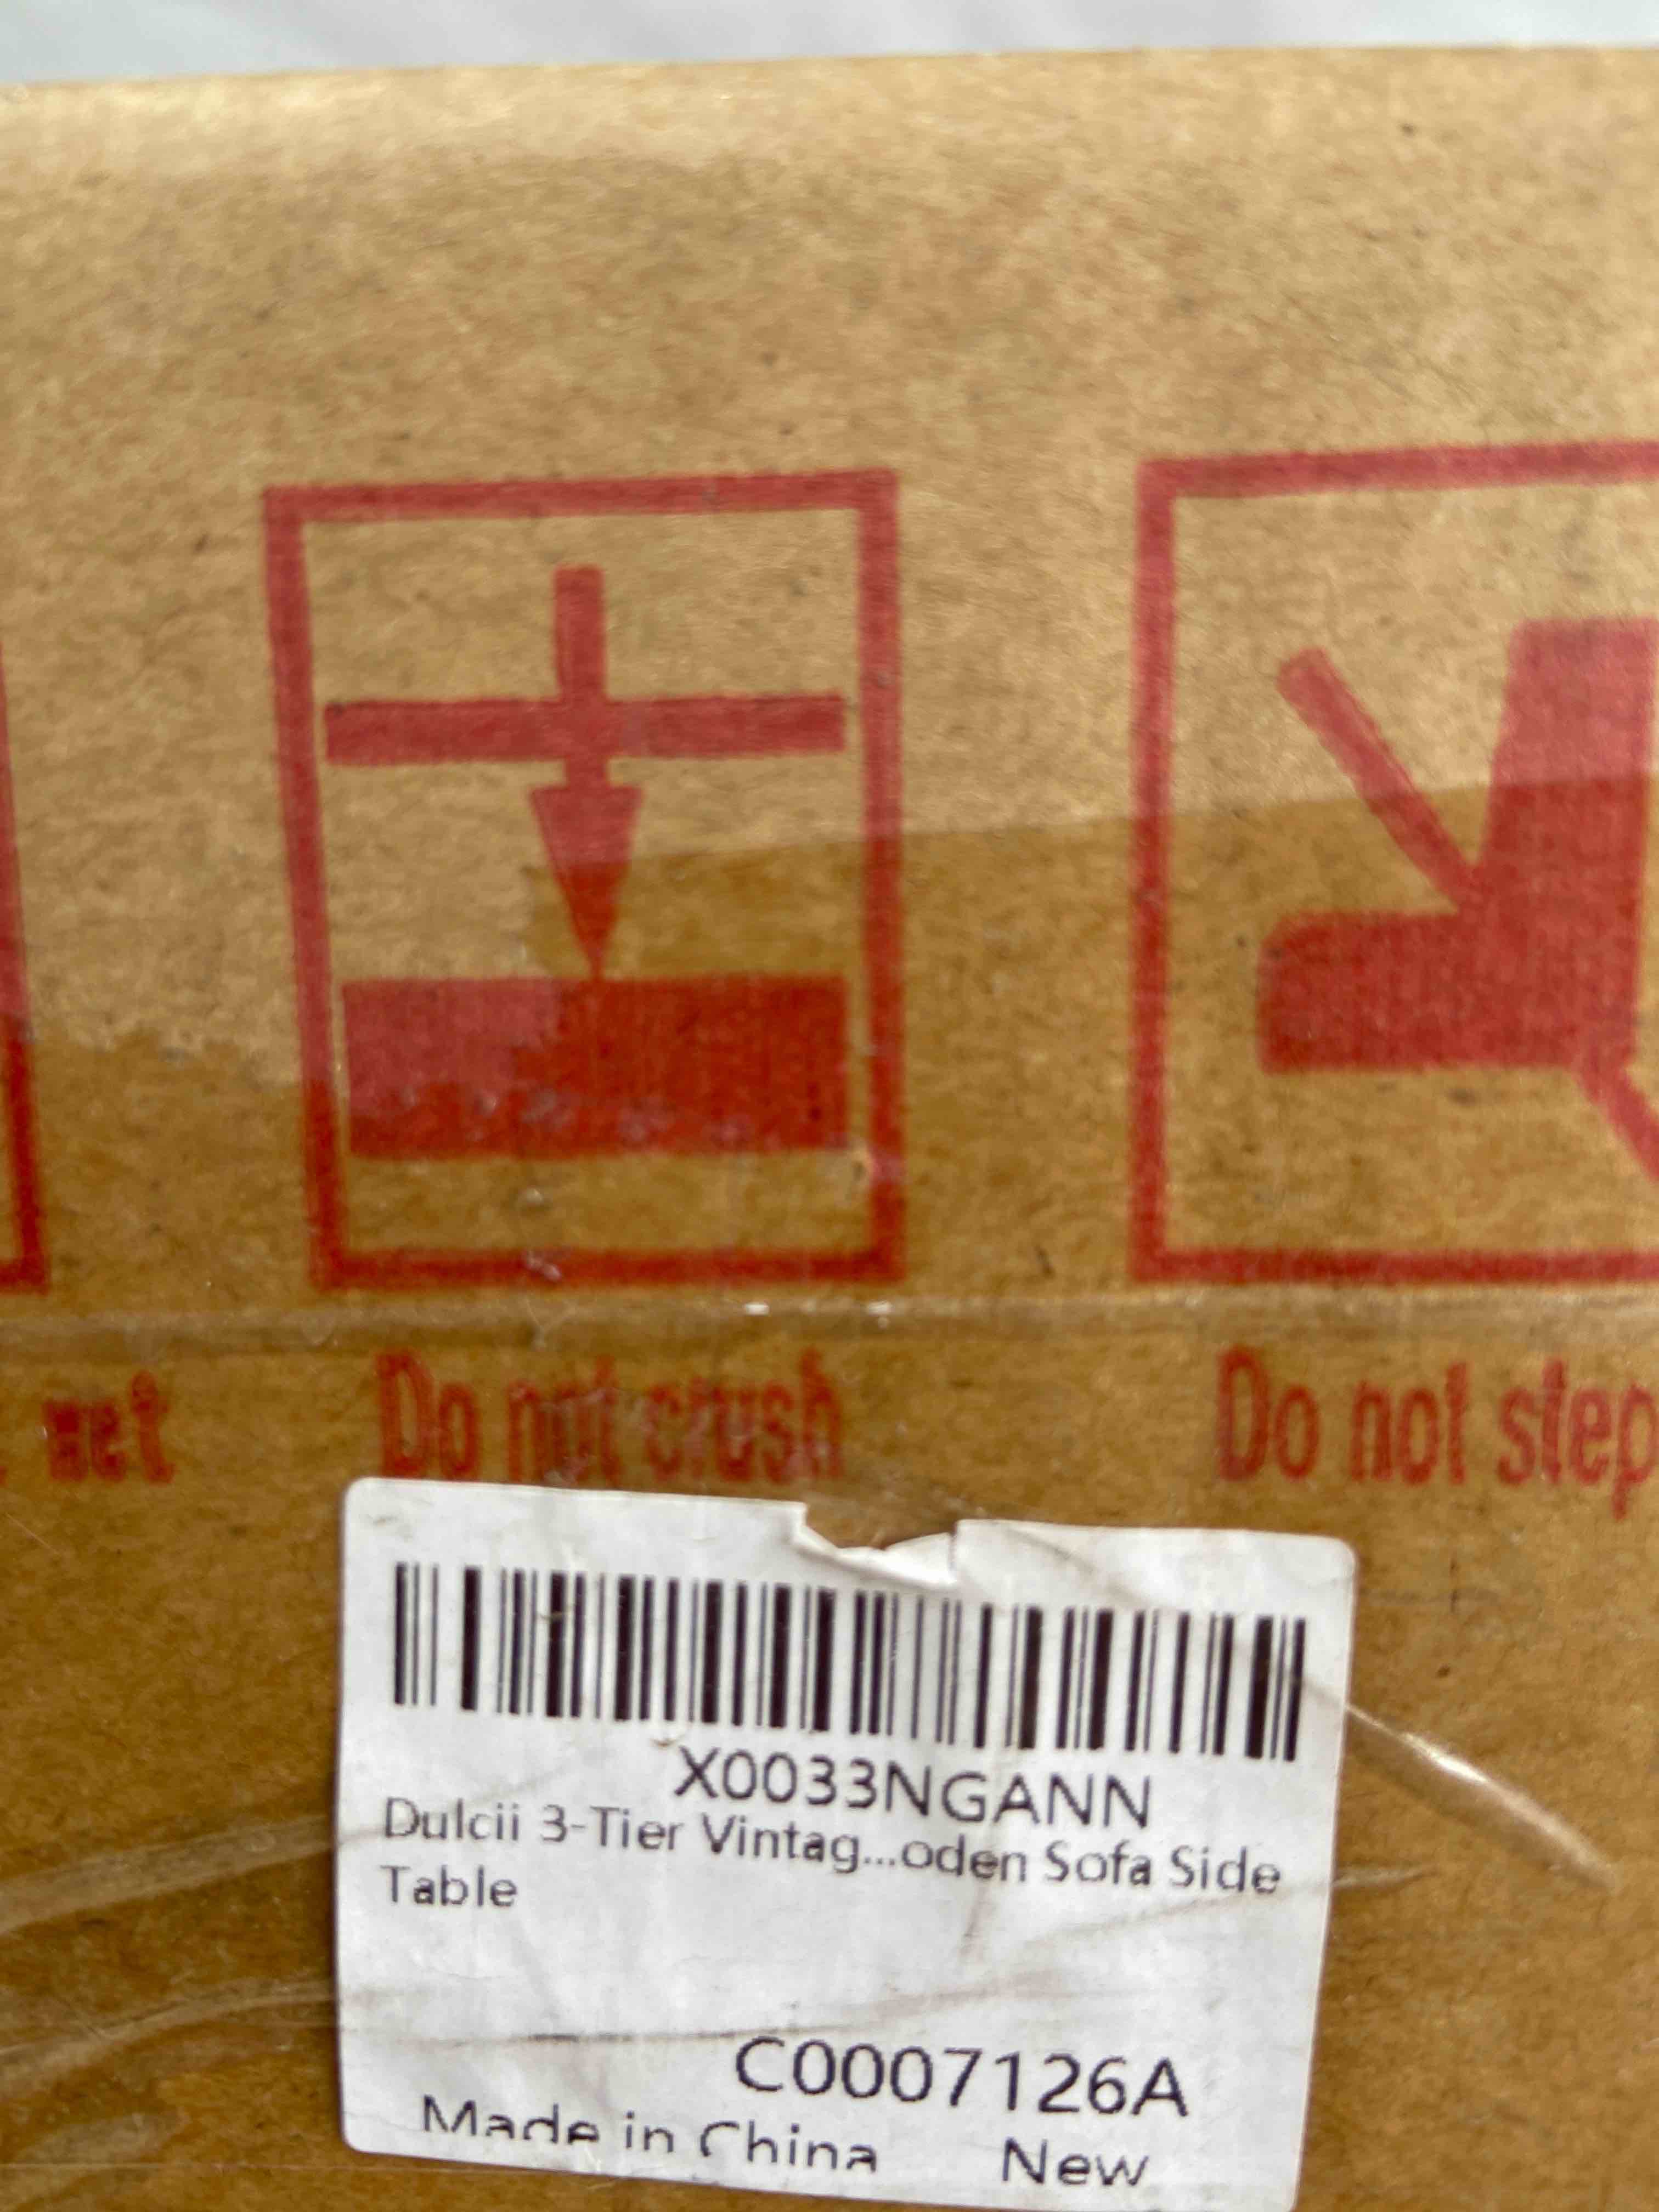 wet
Do not crush
Do not step
X0033NGANN
Dulcii 3-Tier Vintag...oden Sofa Side
Table
C0007126A
Made in China New